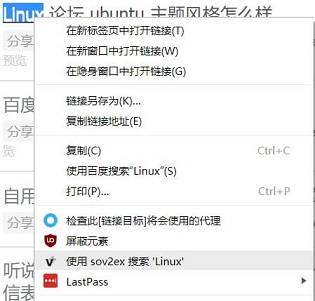 Linux 论坛 ubuntu 主题风格怎么样
分享
预览
在新标签页中打开链接(T)
在新窗口中打开链接(W)
在隐身窗口中打开链接(G)
链接另存为(K)...
复制链接地址(E)
复制(C) Ctrl+C
使用百度搜索“Linux”(S)
打印(P)... Ctrl+P
检查此[链接目标]将会使用的代理
屏蔽元素
使用 sov2ex 搜索 'Linux'
LastPass
百度
分享
览
自用
分享
听说
信表